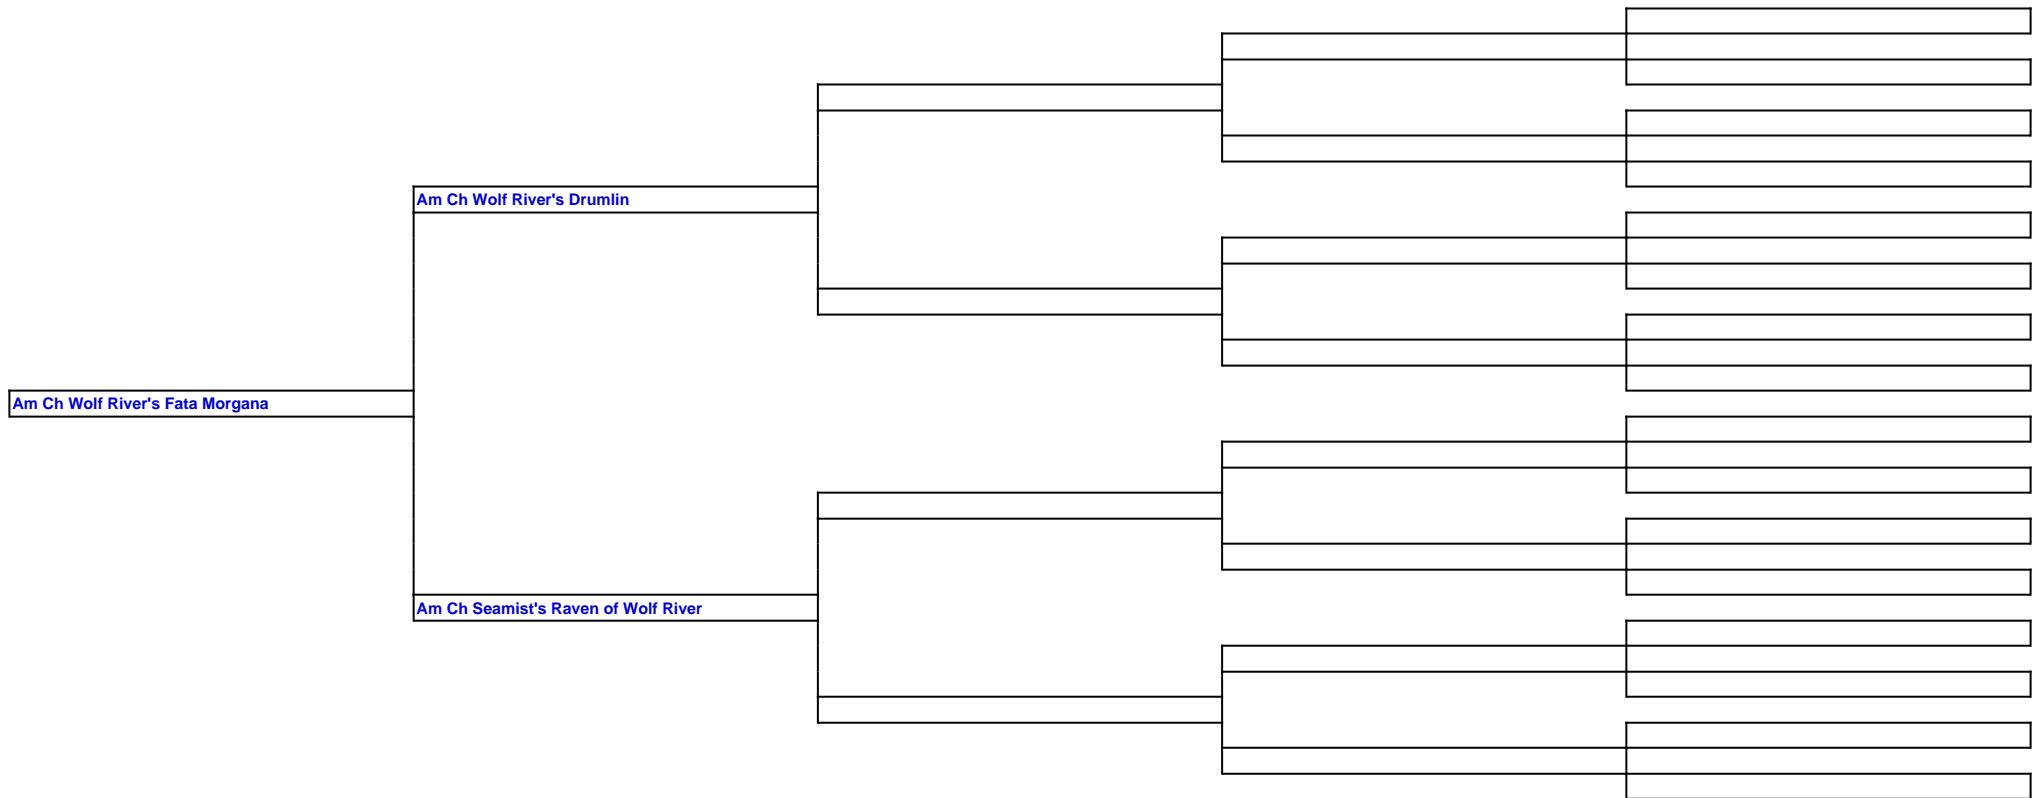 Am Ch Wolf River's Drumlin
Am Ch Wolf River's Fata Morgana
Am Ch Seamist's Raven of Wolf River